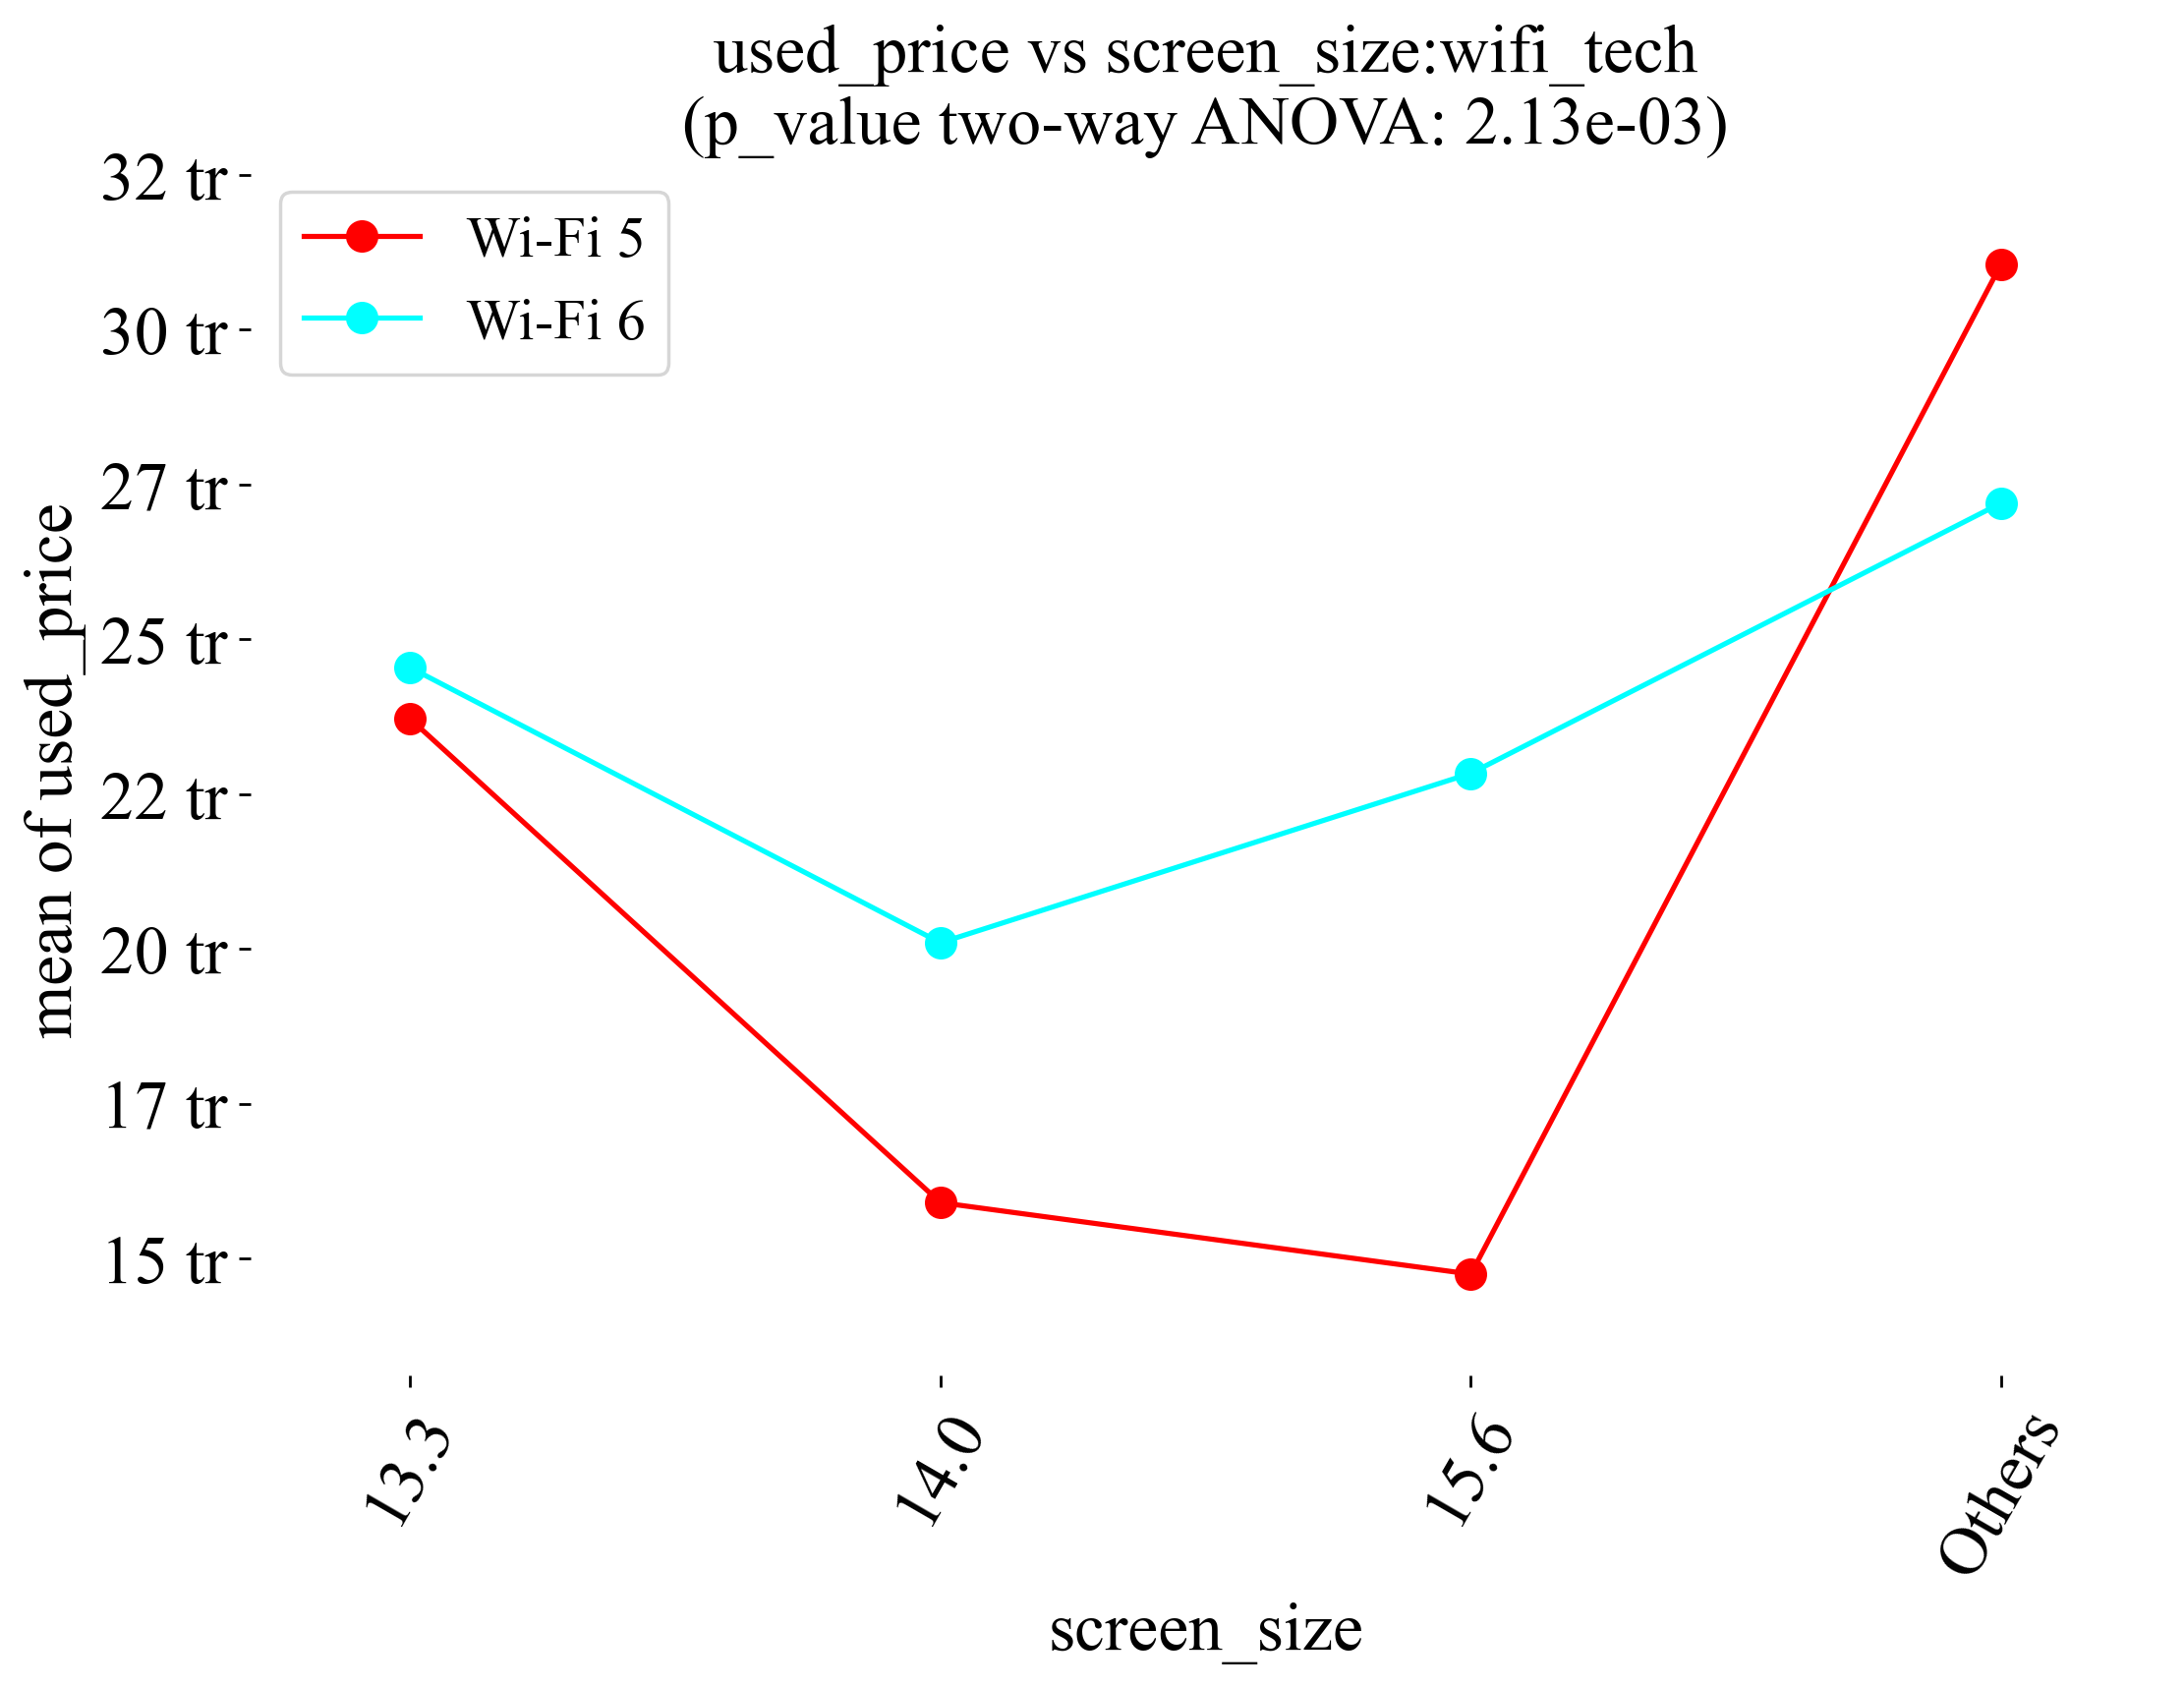 used_price vs screen_size:wifi_tech
(p_value two-way ANOVA: 2.13e-03)
32 tr
30 tr
27 tr
25 tr
22 tr
20 tr
17 tr
15 tr
mean of used_price
Wi-Fi 5
Wi-Fi 6
13.3
14.0
15.6
Others
screen_size